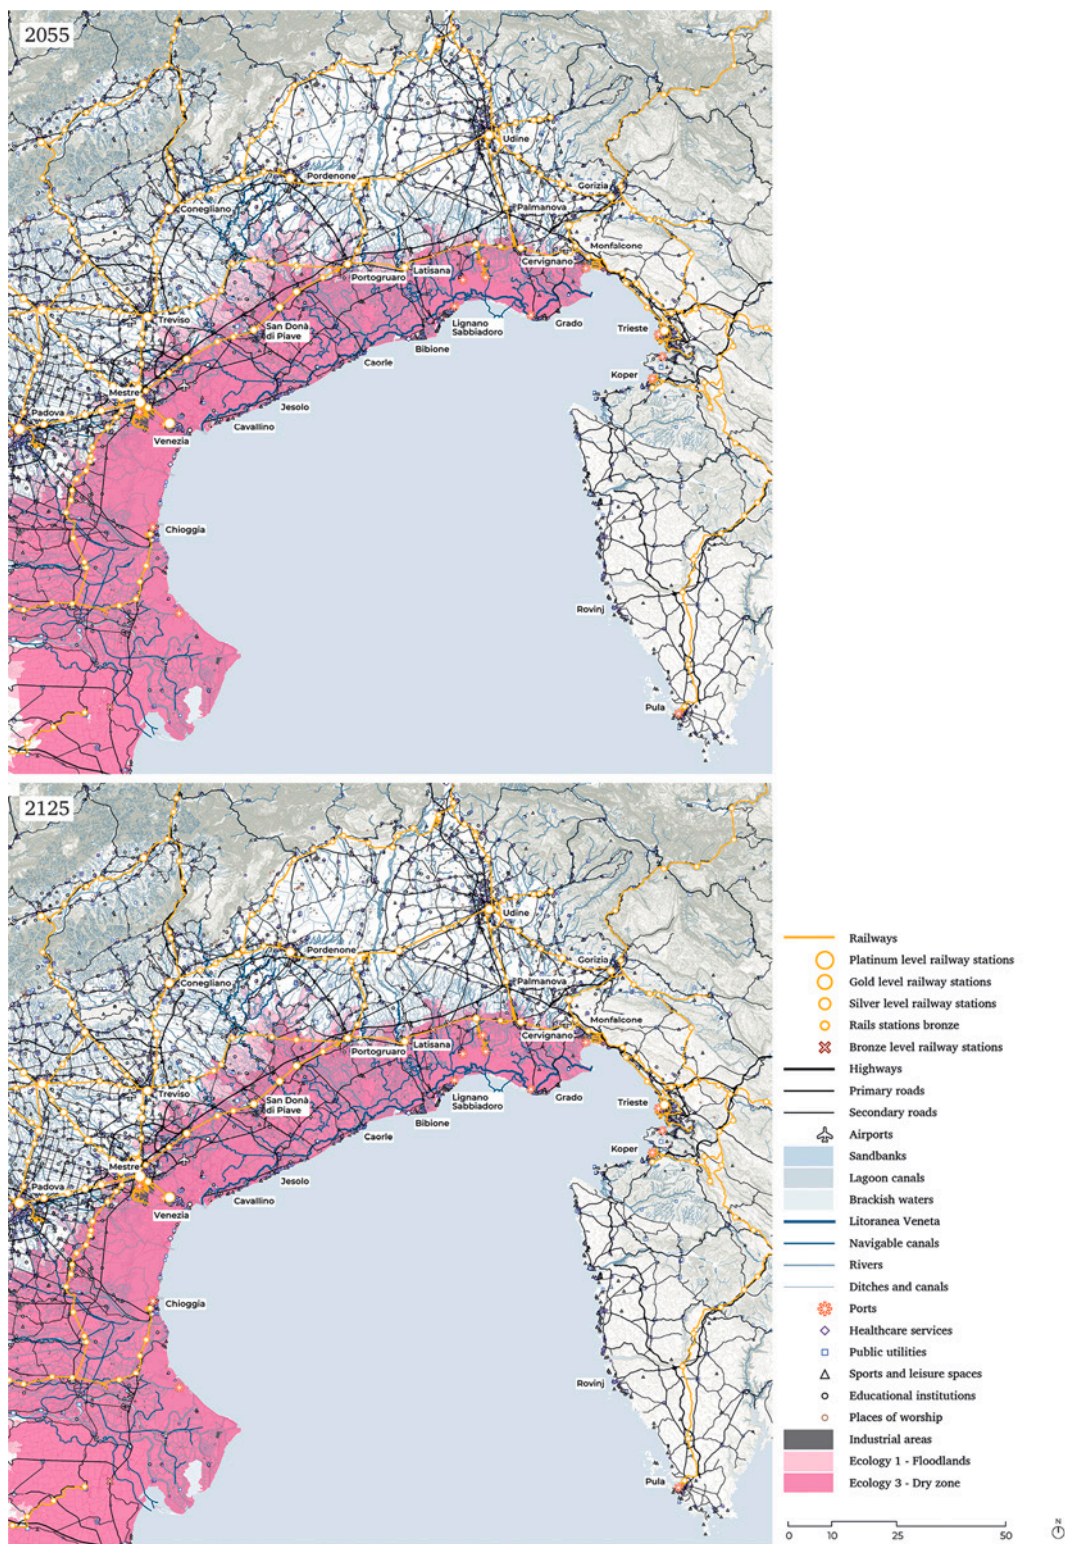 2055
Udine
Pordenone
Gorizia
Conegliano
Palmanova
Monfalcone
Cervignano
Latisana
Portogruaro
Treviso
San Donà
di Piave
Lignano
Sabbiadoro
Grado
Trieste
Bibione
Caorle
Koper
Mestre
Jesolo
Padova
Cavallino
Venezia
Chioggia
Rovinj
Pula
2125
Udine
Pordenone
Gorizia
Conegliano
Palmanova
Monfalcone
Cervignano
Latisana
Portogruaro
Treviso
San Donà
di Piave
Lignano
Sabbiadoro
Grado
Trieste
Bibione
Caorle
Koper
Mestre
Jesolo
Padova
Cavallino
Venezia
Chioggia
Rovinj
Pula
Railways
Platinum level railway stations
Gold level railway stations
Silver level railway stations
Rails stations bronze
Bronze level railway stations
Highways
Primary roads
Secondary roads
Airports
Sandbanks
Lagoon canals
Brackish waters
Litoranea Veneta
Navigable canals
Rivers
Ditches and canals
Ports
Healthcare services
Public utilities
Sports and leisure spaces
Educational institutions
Places of worship
Industrial areas
Ecology 1 - Floodlands
Ecology 3 - Dry zone
0 10 25 50
N